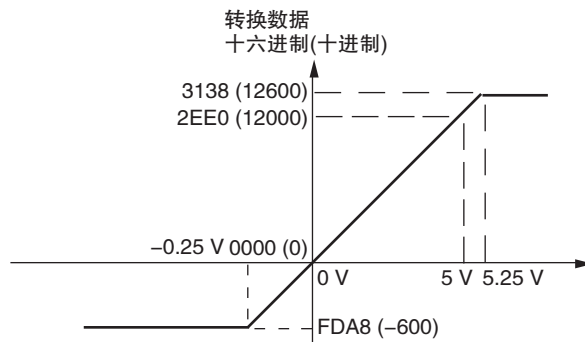 转换数据
十六进制(十进制)
3138 (12600)
2EE0 (12000)
−0.25 V 0000 (0)
0 V
5 V
5.25 V
FDA8 (−600)